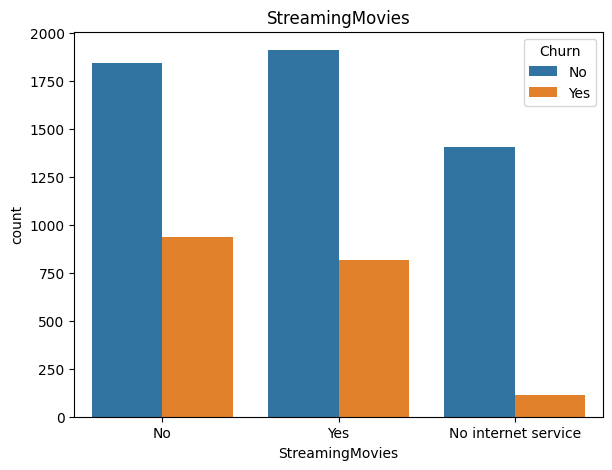 StreamingMovies
2000
1750
1500
1250
1000
750
500
250
0
count
Churn
No
Yes
No Yes No internet service
StreamingMovies